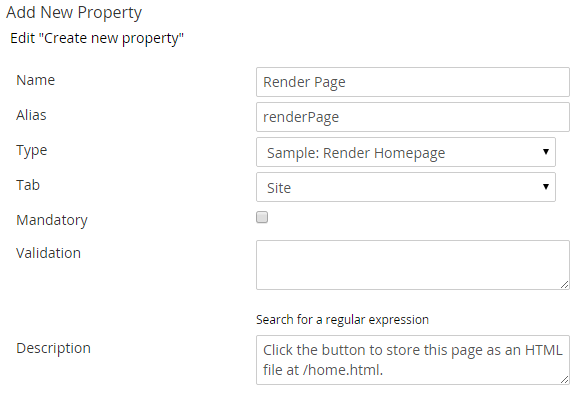 Add New Property
Edit "Create new property"
Name Render Page
Alias renderPage
Type Sample: Render Homepage
Tab Site
Mandatory
Validation
Search for a regular expression
Description Click the button to store this page as an HTML
file at /home.html.